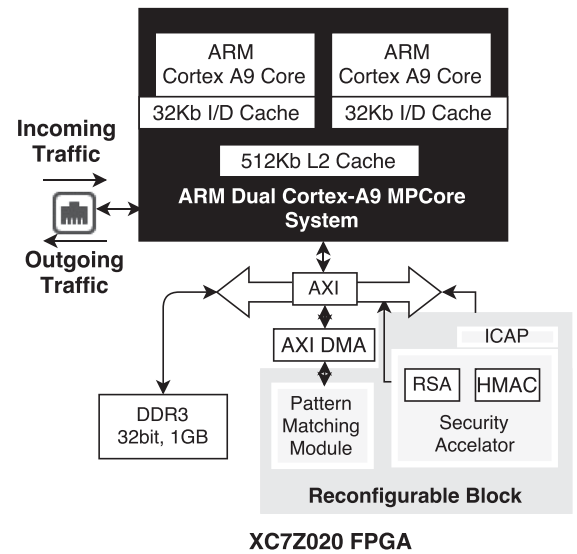 ARM
Cortex A9 Core
ARM
Cortex A9 Core
32Kb I/D Cache
32Kb I/D Cache
512Kb L2 Cache
ARM Dual Cortex-A9 MPCore
System
Incoming
Traffic
Outgoing
Traffic
AXI
AXI DMA
ICAP
RSA
HMAC
Security
Accelator
DDR3
32bit, 1GB
Pattern
Matching
Module
Reconfigurable Block
XC7Z020 FPGA